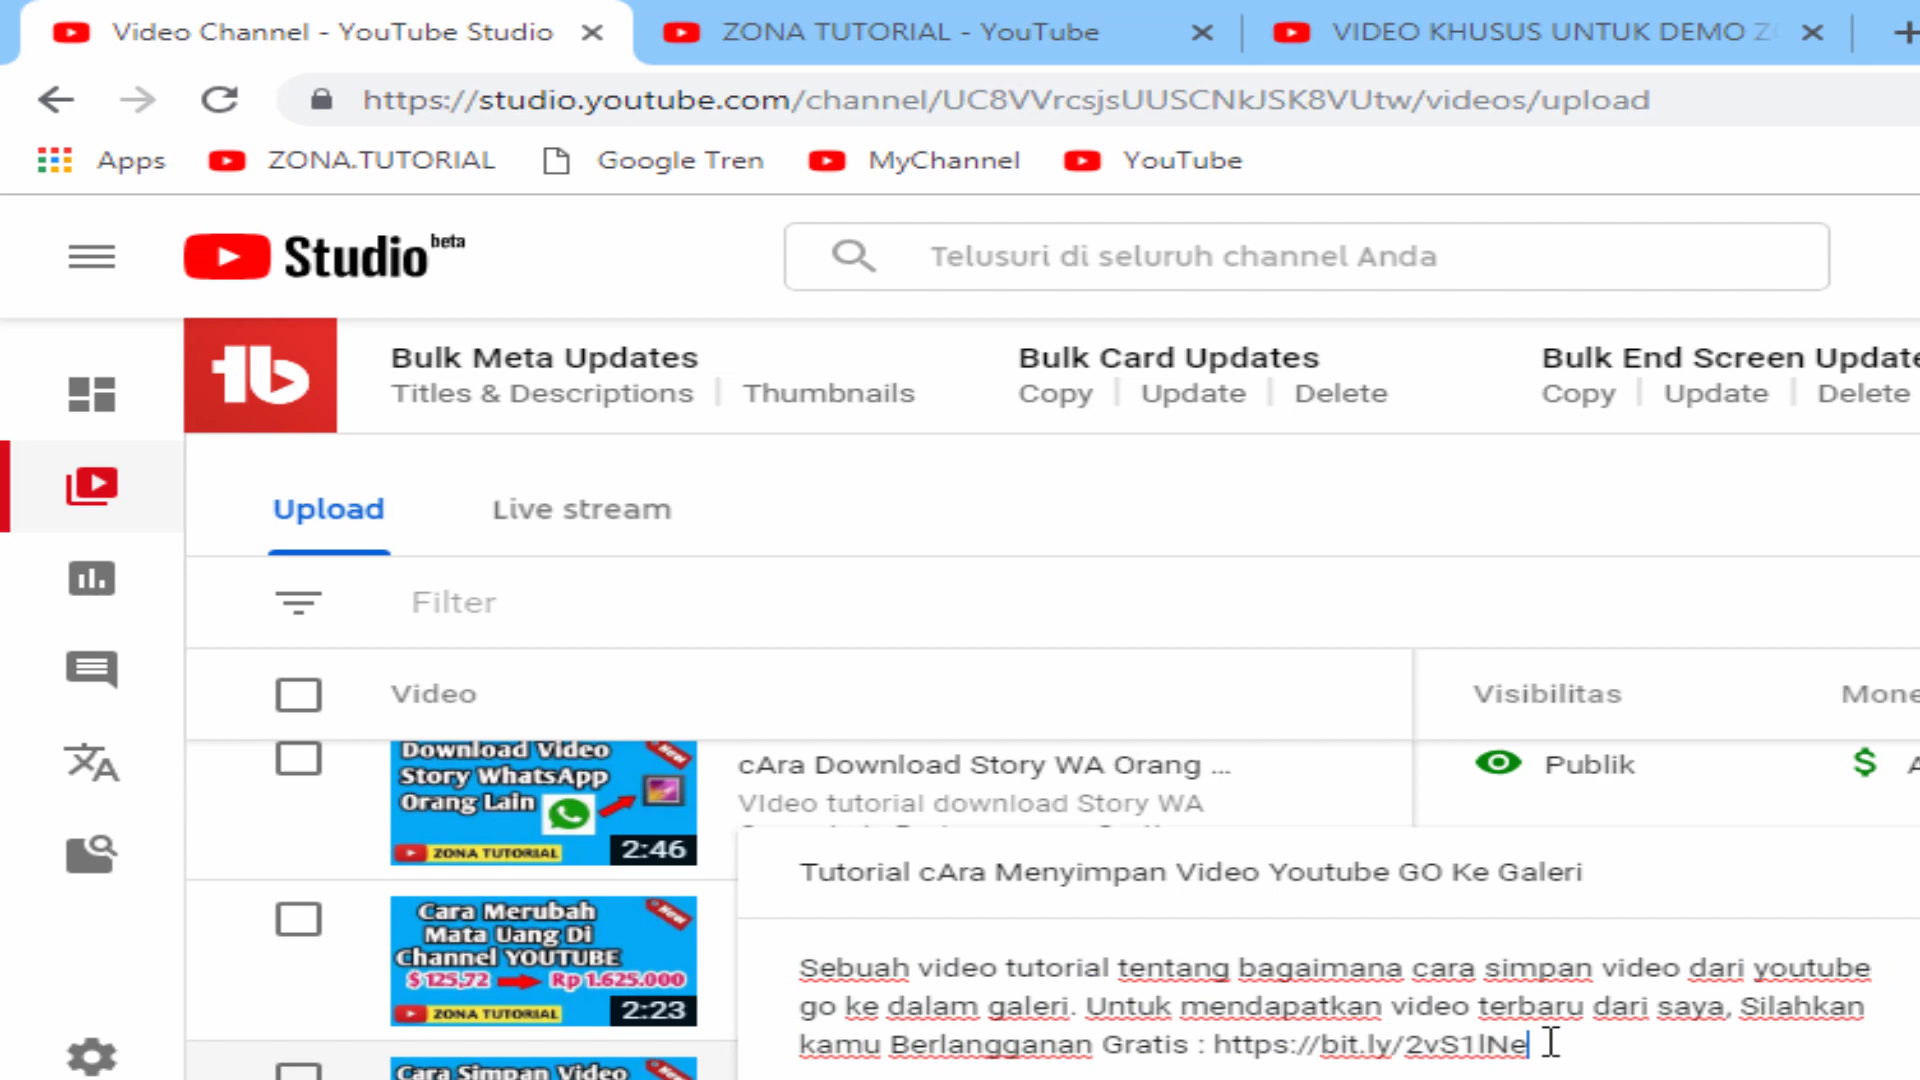 Video Channel - YouTube Studio
ZONA TUTORIAL - YouTube
VIDEO KHUSUS UNTUK DEMO
https://studio.youtube.com/channel/UC8VVrcsjsUUSCNkJSK8VUtw/videos/upload
Apps
ZONA.TUTORIAL
Google Tren
MyChannel
YouTube
Studio beta
Telusuri di seluruh channel Anda
tb
Bulk Meta Updates
Titles & Descriptions | Thumbnails
Bulk Card Updates
Copy | Update | Delete
Bulk End Screen Update
Copy | Update | Delete
Upload
Live stream
Filter
Video
Visibilitas
Mone
Download Video
Story WhatsApp
Orang Lain
ZONA TUTORIAL
2:46
New
cAra Download Story WA Orang ...
VIdeo tutorial download Story WA
Publik
$
Cara Merubah
Mata Uang Di
Channel YOUTUBE
$ 125,72
Rp 1.625.000
ZONA TUTORIAL
2:23
New
Cara Simpan Video
Tutorial cAra Menyimpan Video Youtube GO Ke Galeri
Sebuah video tutorial tentang bagaimana cara simpan video dari youtube
go ke dalam galeri. Untuk mendapatkan video terbaru dari saya, Silahkan
kamu Berlangganan Gratis : https://bit.ly/2vS1lNe